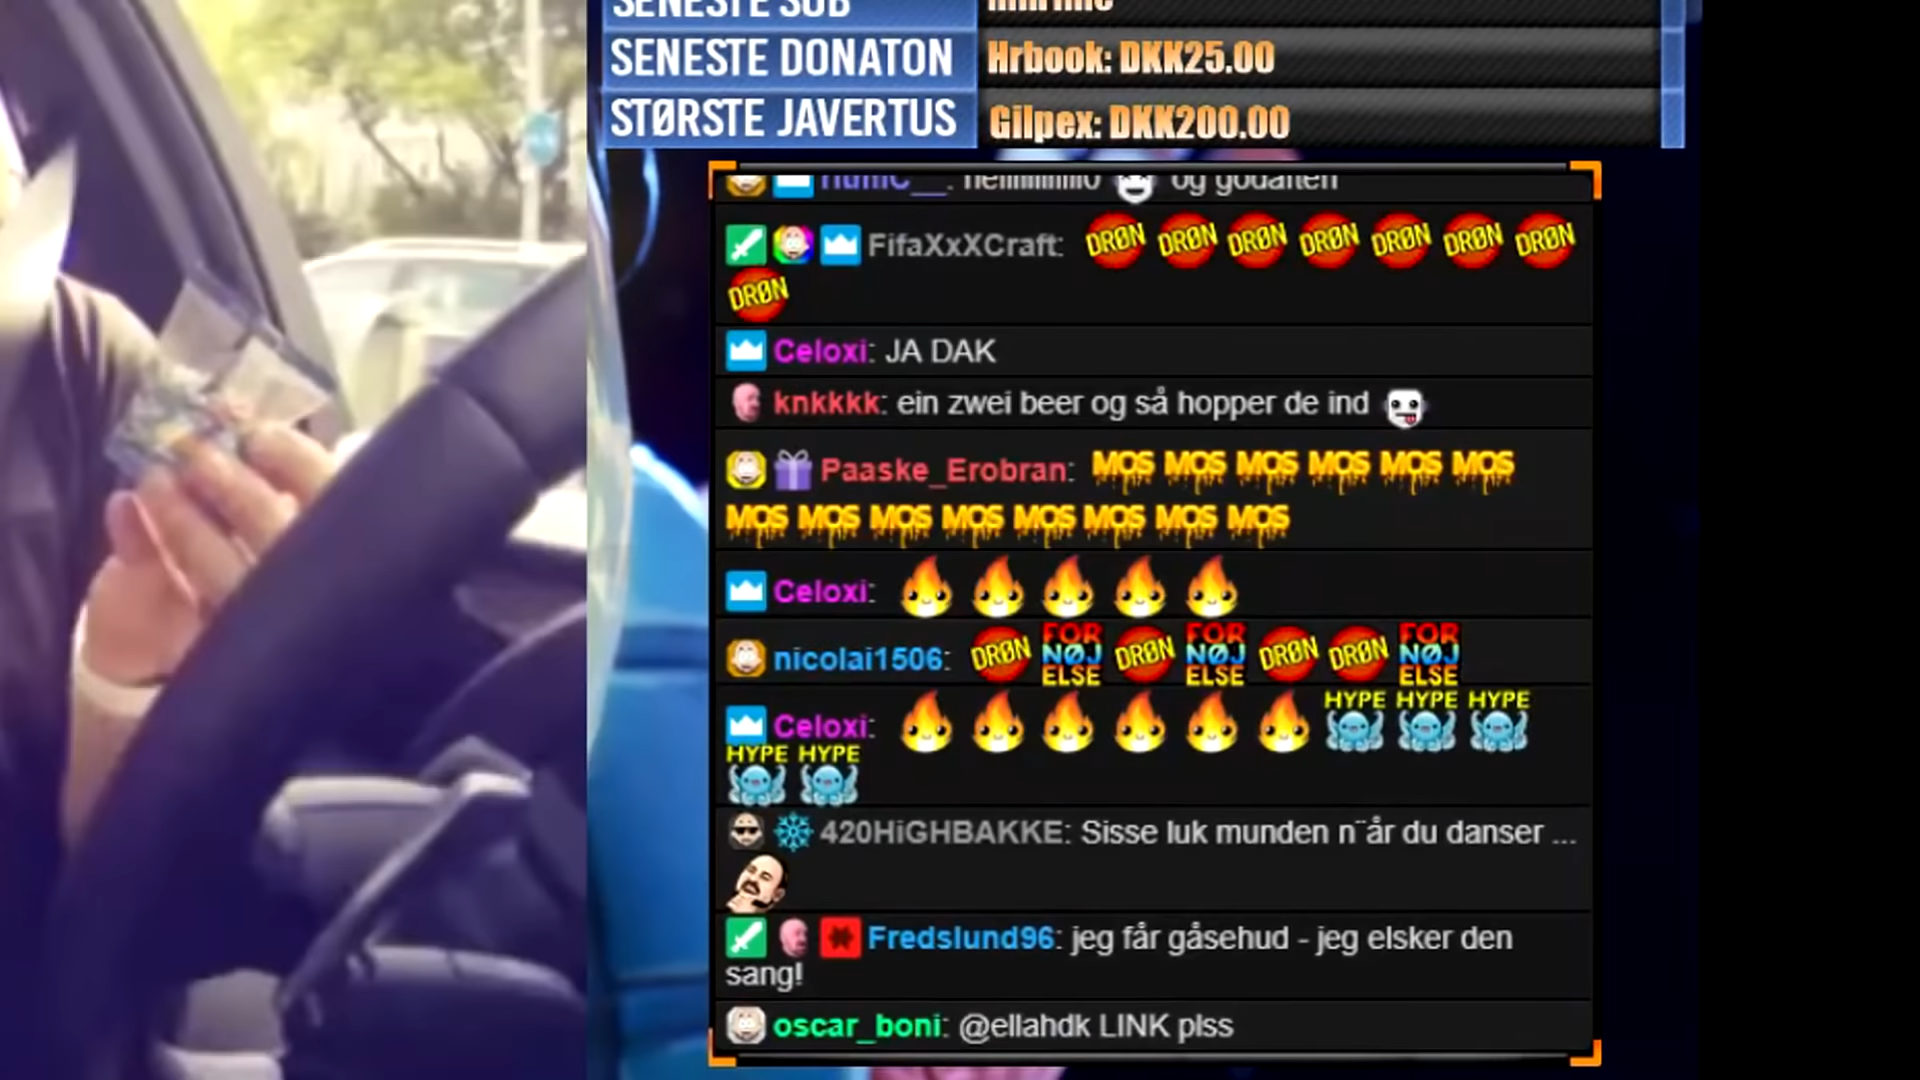 SENESTE SUB
SENESTE DONATON Hrbook: DKK25.00
STØRSTE JAVERTUS Gilpex: DKK200.00
og godaften
FifaXxXCraft: DRØN DRØN DRØN DRØN DRØN DRØN DRØN
DRØN
Celoxi: JA DAK
knkkkk: ein zwei beer og så hopper de ind
Paaske_Erobran: MOS MOS MOS MOS MOS MOS
MOS MOS MOS MOS MOS MOS MOS MOS
Celoxi:
nicolai1506: DRØN FOR NØJ ELSE DRØN FOR NØJ ELSE DRØN DRØN FOR NØJ ELSE
Celoxi: HYPE HYPE HYPE
HYPE HYPE
420HiGHBAKKE: Sisse luk munden n¨år du danser ...
Fredslund96: jeg får gåsehud - jeg elsker den
sang!
oscar_boni: @ellahdk LINK plss